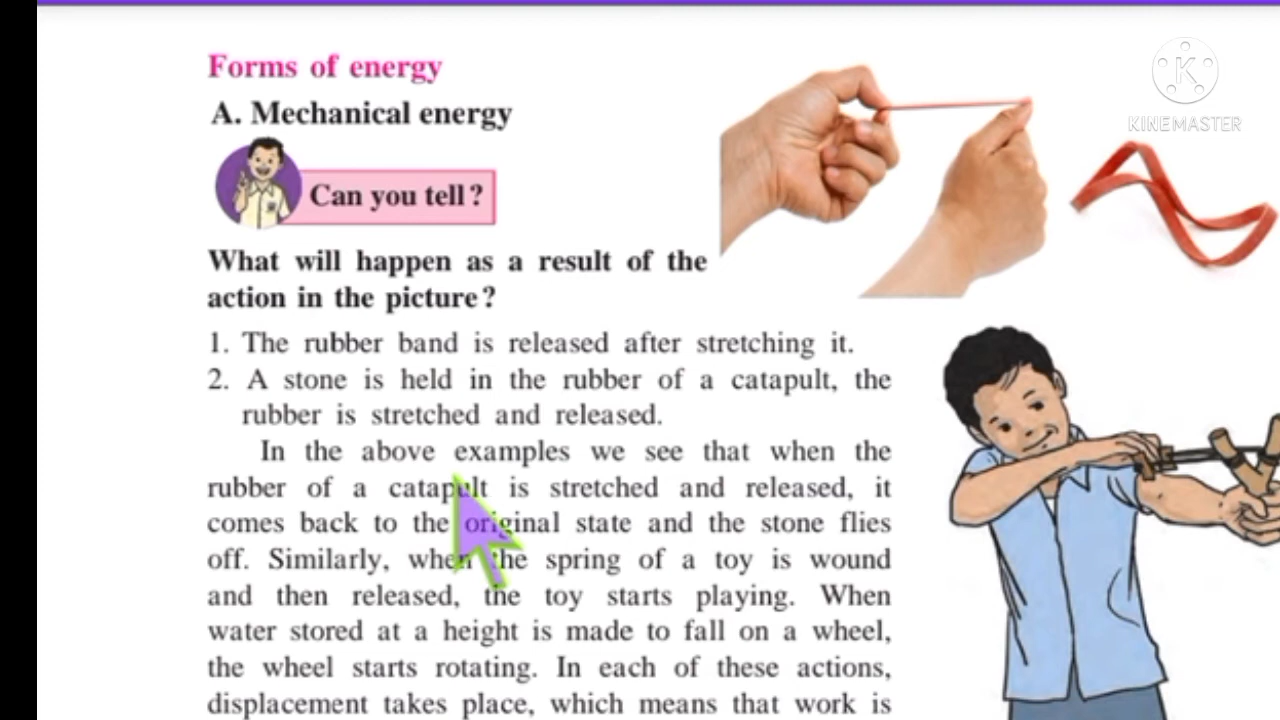 Forms of energy
A. Mechanical energy
Can you tell?
What will happen as a result of the
action in the picture?
1. The rubber band is released after stretching it.
2. A stone is held in the rubber of a catapult, the
rubber is stretched and released.
In the above examples we see that when the
rubber of a catapult is stretched and released, it
comes back to the original state and the stone flies
off. Similarly, when the spring of a toy is wound
and then released, the toy starts playing. When
water stored at a height is made to fall on a wheel,
the wheel starts rotating. In each of these actions,
displacement takes place, which means that work is
K
KINEMASTER